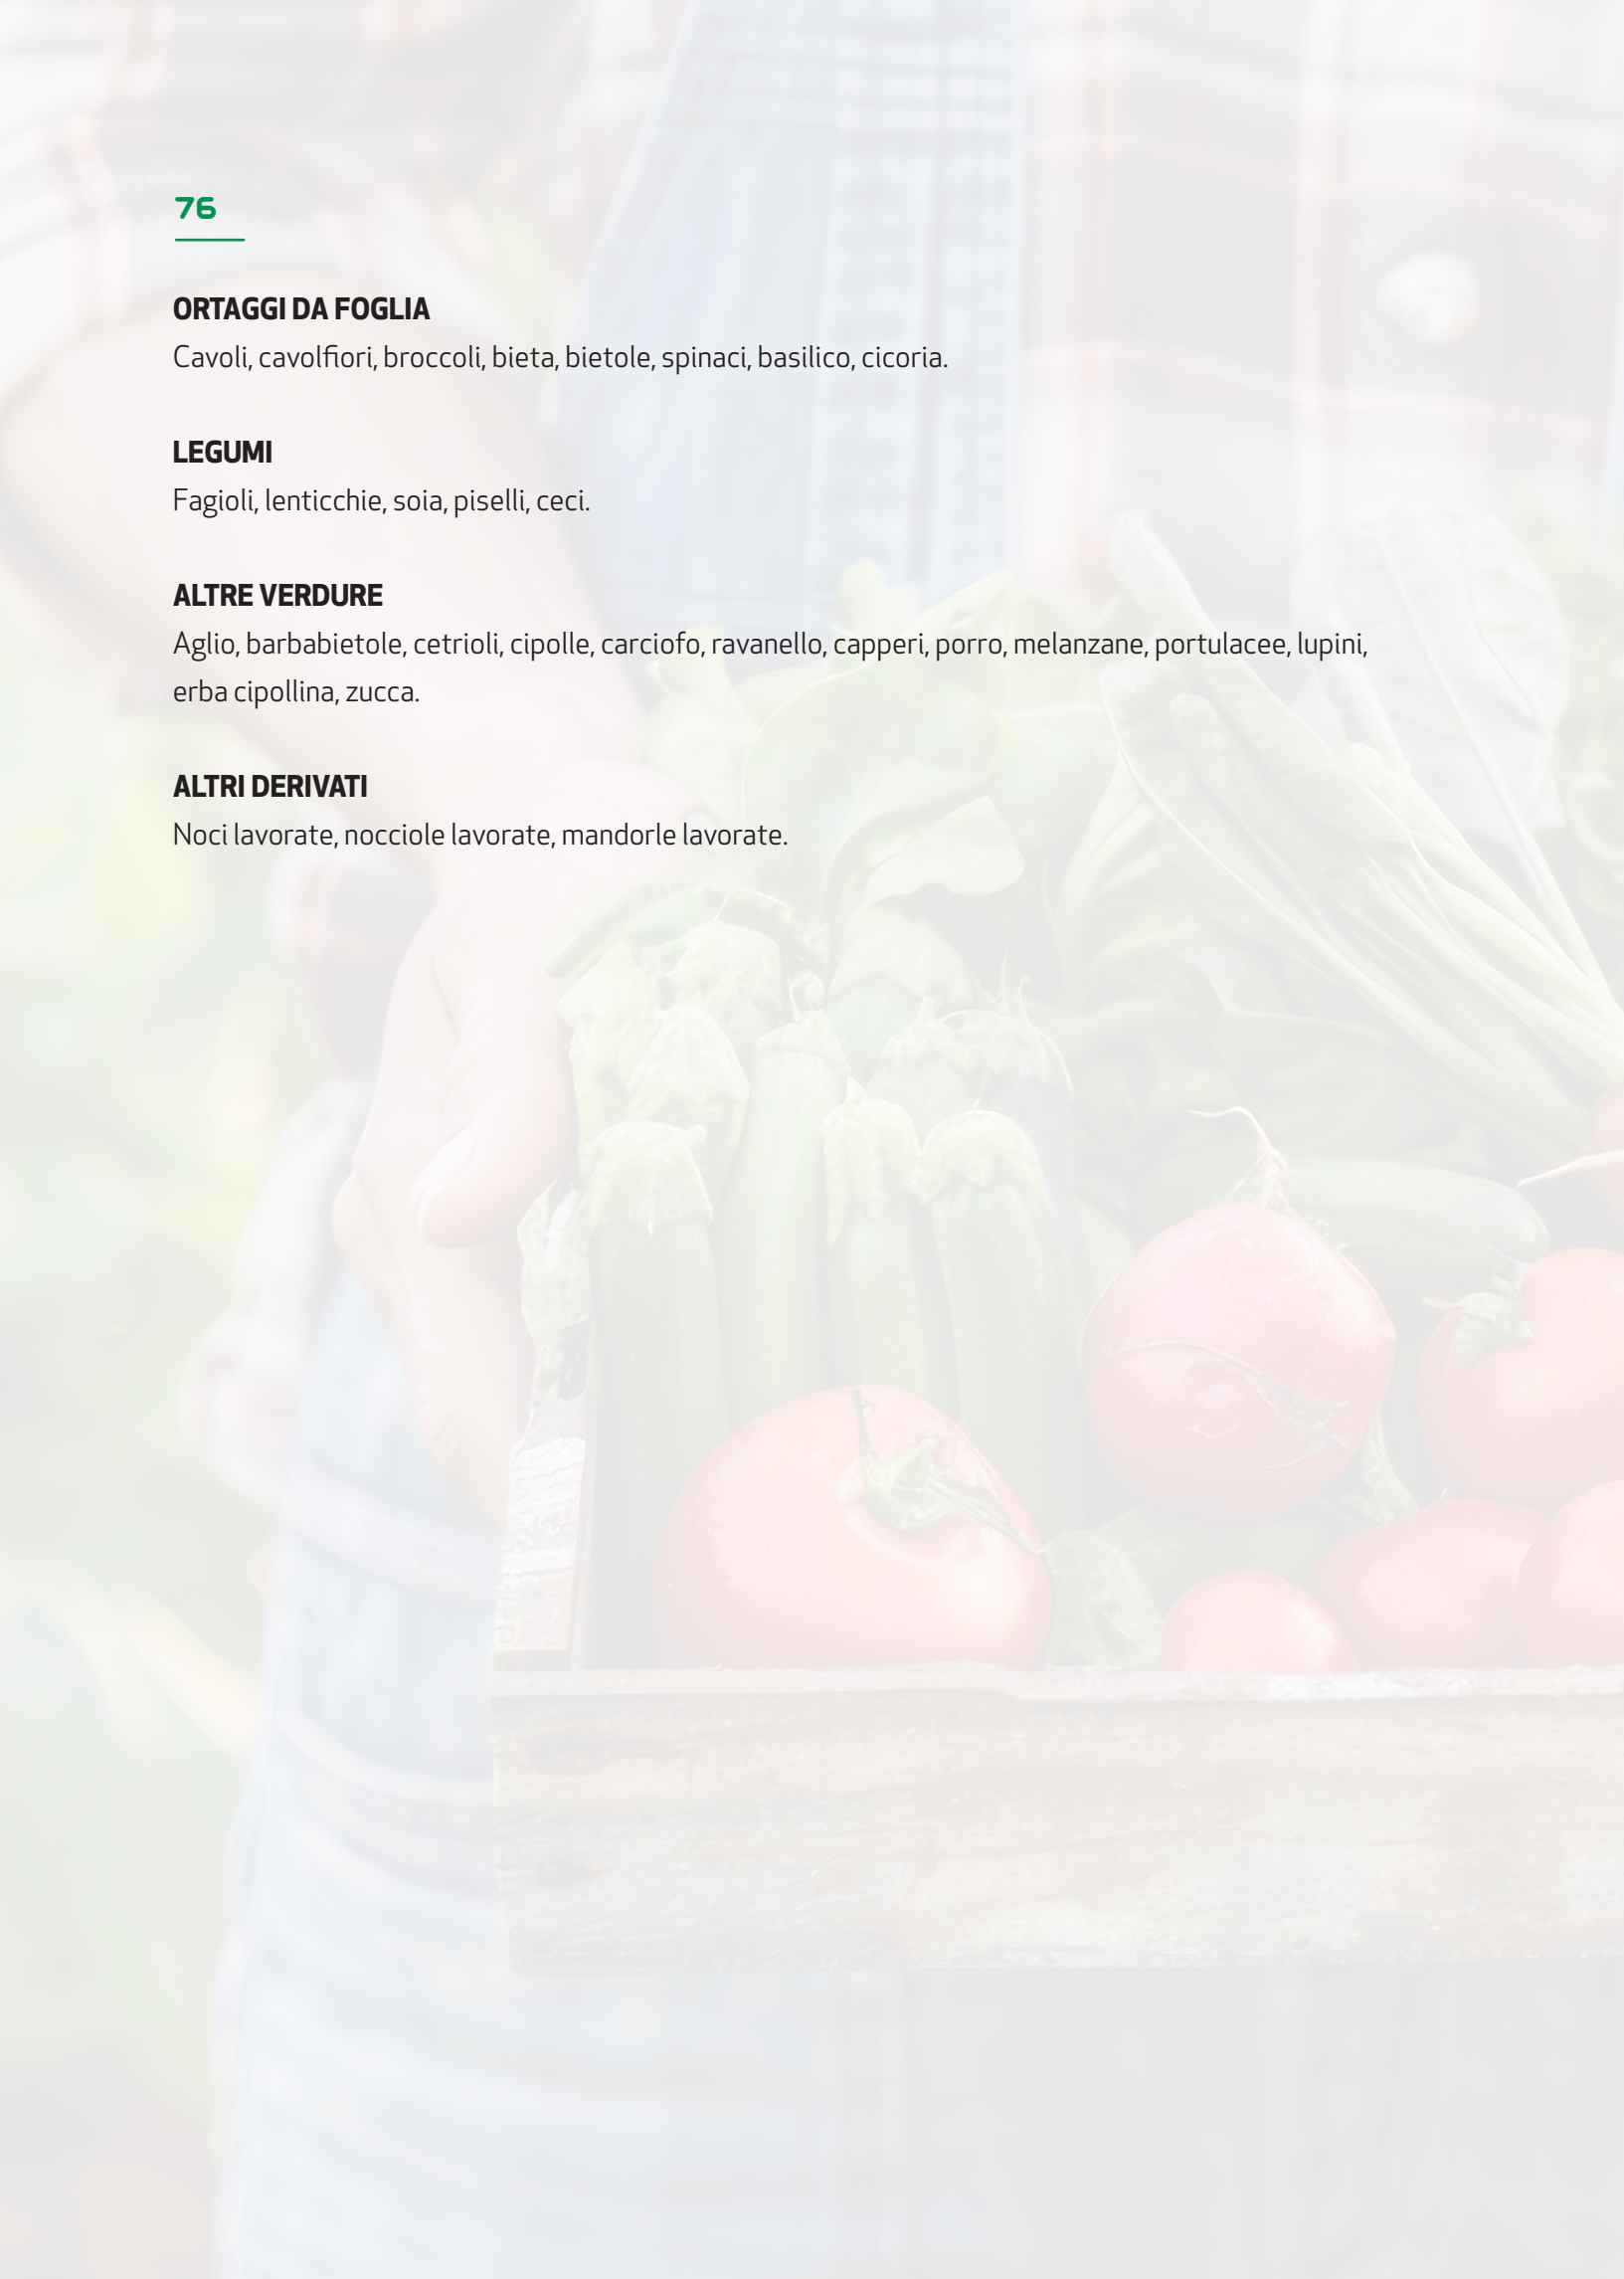 76
ORTAGGI DA FOGLIA
Cavoli, cavolfiori, broccoli, bieta, bietole, spinaci, basilico, cicoria.
LEGUMI
Fagioli, lenticchie, soia, piselli, ceci.
ALTRE VERDURE
Aglio, barbabietole, cetrioli, cipolle, carciofo, ravanello, capperi, porro, melanzane, portulacee, lupini,
erba cipollina, zucca.
ALTRI DERIVATI
Noci lavorate, nocciole lavorate, mandorle lavorate.